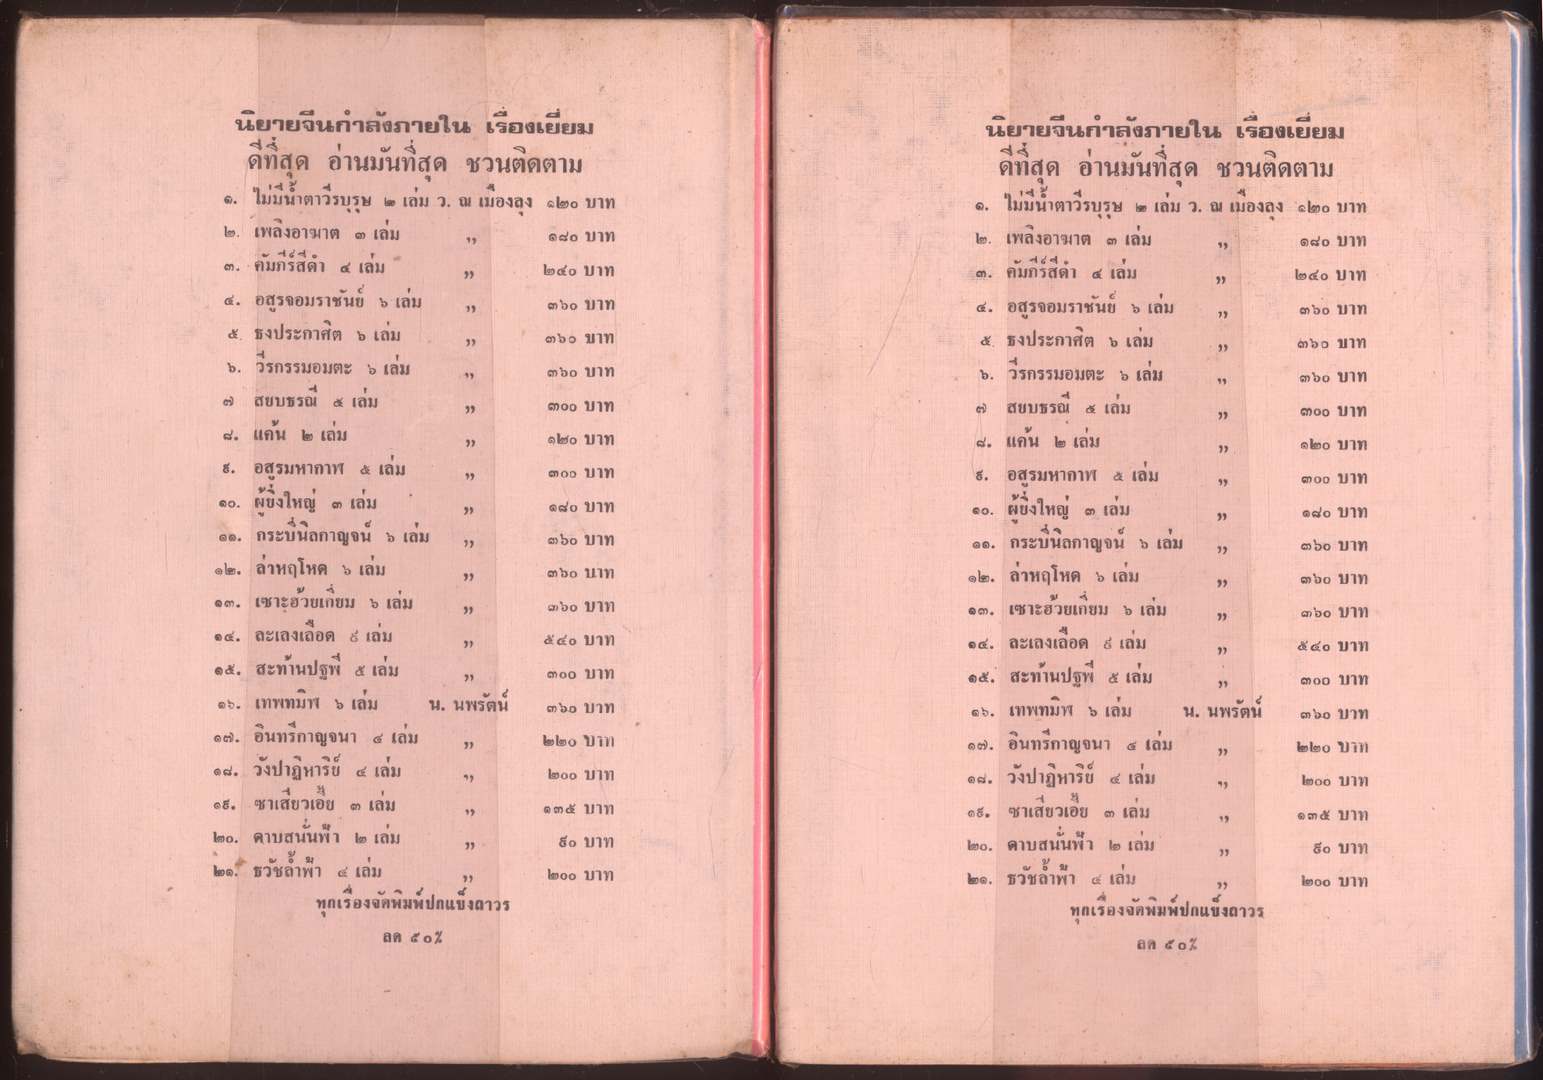 นิยายจีนกำลังภายใน เรื่องเยี่ยม
ดีที่สุด อ่านมันที่สุด ชวนติดตาม
๑. ไม่มีน้ำตาวีรบุรุษ ๒ เล่ม ว. ณ เมืองลุง ๑๒๐ บาท
๒. เพลิงอาฆาต ๓ เล่ม ,, ๑๘๐ บาท
๓. คัมภีร์สีดำ ๔ เล่ม ,, ๒๔๐ บาท
๔. อสูรจอมราชันย์ ๖ เล่ม ,, ๓๖๐ บาท
๕ ธงประกาศิต ๖ เล่ม ,, ๓๖๐ บาท
๖. วีรกรรมอมตะ ๖ เล่ม ,, ๓๖๐ บาท
๗ สยบธรณี ๕ เล่ม ,, ๓๐๐ บาท
๘. แค้น ๒ เล่ม ,, ๑๒๐ บาท
๙. อสูรมหากาฬ ๕ เล่ม ,, ๓๐๐ บาท
๑๐. ผู้ยิ่งใหญ่ ๓ เล่ม ,, ๑๘๐ บาท
๑๑. กระบี่นิลกาญจน์ ๖ เล่ม ,, ๓๖๐ บาท
๑๒. ล่าหฤโหด ๖ เล่ม ,, ๓๖๐ บาท
๑๓. เซาะฮ้วยเกี่ยม ๖ เล่ม ,, ๓๖๐ บาท
๑๔. ละเลงเลือด ๙ เล่ม ,, ๕๔๐ บาท
๑๕. สะท้านปฐพี ๕ เล่ม ,, ๓๐๐ บาท
๑๖. เทพทมิฬ ๖ เล่ม น. นพรัตน์ ๓๖๐ บาท
๑๗. อินทรีกาญจนา ๔ เล่ม ,, ๒๒๐ บาท
๑๘. วังปาฏิหาริย์ ๔ เล่ม ,, ๒๐๐ บาท
๑๙. ซาเสียวเอี้ย ๓ เล่ม ,, ๑๓๕ บาท
๒๐. ดาบสนั่นฟ้า ๒ เล่ม ,, ๙๐ บาท
๒๑. ธวัชล้ำฟ้า ๔ เล่ม ,, ๒๐๐ บาท
ทุกเรื่องจัดพิมพ์ปกแข็งถาวร
ลด ๕๐%
นิยายจีนกำลังภายใน เรื่องเยี่ยม
ดีที่สุด อ่านมันที่สุด ชวนติดตาม
๑. ไม่มีน้ำตาวีรบุรุษ ๒ เล่ม ว. ณ เมืองลุง ๑๒๐ บาท
๒. เพลิงอาฆาต ๓ เล่ม ,, ๑๘๐ บาท
๓. คัมภีร์สีดำ ๔ เล่ม ,, ๒๔๐ บาท
๔. อสูรจอมราชันย์ ๖ เล่ม ,, ๓๖๐ บาท
๕ ธงประกาศิต ๖ เล่ม ,, ๓๖๐ บาท
๖. วีรกรรมอมตะ ๖ เล่ม ,, ๓๖๐ บาท
๗ สยบธรณี ๕ เล่ม ,, ๓๐๐ บาท
๘. แค้น ๒ เล่ม ,, ๑๒๐ บาท
๙. อสูรมหากาฬ ๕ เล่ม ,, ๓๐๐ บาท
๑๐. ผู้ยิ่งใหญ่ ๓ เล่ม ,, ๑๘๐ บาท
๑๑. กระบี่นิลกาญจน์ ๖ เล่ม ,, ๓๖๐ บาท
๑๒. ล่าหฤโหด ๖ เล่ม ,, ๓๖๐ บาท
๑๓. เซาะฮ้วยเกี่ยม ๖ เล่ม ,, ๓๖๐ บาท
๑๔. ละเลงเลือด ๙ เล่ม ,, ๕๔๐ บาท
๑๕. สะท้านปฐพี ๕ เล่ม ,, ๓๐๐ บาท
๑๖. เทพทมิฬ ๖ เล่ม น. นพรัตน์ ๓๖๐ บาท
๑๗. อินทรีกาญจนา ๔ เล่ม ,, ๒๒๐ บาท
๑๘. วังปาฏิหาริย์ ๔ เล่ม ,, ๒๐๐ บาท
๑๙. ซาเสียวเอี้ย ๓ เล่ม ,, ๑๓๕ บาท
๒๐. ดาบสนั่นฟ้า ๒ เล่ม ,, ๙๐ บาท
๒๑. ธวัชล้ำฟ้า ๔ เล่ม ,, ๒๐๐ บาท
ทุกเรื่องจัดพิมพ์ปกแข็งถาวร
ลด ๕๐%